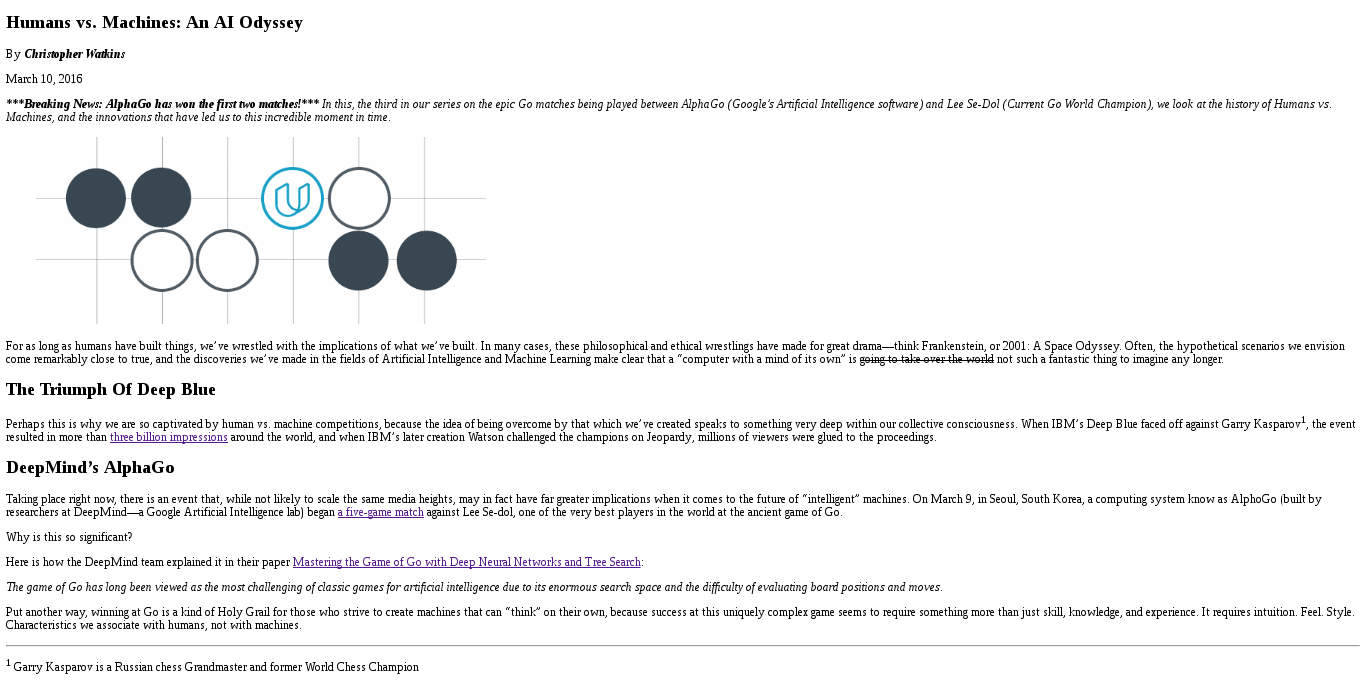 Humans vs. Machines: An AI Odyssey
By Christopher Watkins
March 10, 2016
***Breaking News: AlphaGo has won the first two matches!*** In this, the third in our series on the epic Go matches being played between AlphaGo (Google’s Artificial Intelligence software) and Lee Se-Dol (Current Go World Champion), we look at the history of Humans vs.
Machines, and the innovations that have led us to this incredible moment in time.
For as long as humans have built things, we’ve wrestled with the implications of what we’ve built. In many cases, these philosophical and ethical wrestlings have made for great drama—think Frankenstein, or 2001: A Space Odyssey. Often, the hypothetical scenarios we envision
come remarkably close to true, and the discoveries we’ve made in the fields of Artificial Intelligence and Machine Learning make clear that a “computer with a mind of its own” is going to take over the world not such a fantastic thing to imagine any longer.
The Triumph Of Deep Blue
Perhaps this is why we are so captivated by human vs. machine competitions, because the idea of being overcome by that which we’ve created speaks to something very deep within our collective consciousness. When IBM’s Deep Blue faced off against Garry Kasparov1, the event
resulted in more than three billion impressions around the world, and when IBM’s later creation Watson challenged the champions on Jeopardy, millions of viewers were glued to the proceedings.
DeepMind’s AlphaGo
Taking place right now, there is an event that, while not likely to scale the same media heights, may in fact have far greater implications when it comes to the future of “intelligent” machines. On March 9, in Seoul, South Korea, a computing system know as AlphoGo (built by
researchers at DeepMind—a Google Artificial Intelligence lab) began a five-game match against Lee Se-dol, one of the very best players in the world at the ancient game of Go.
Why is this so significant?
Here is how the DeepMind team explained it in their paper Mastering the Game of Go with Deep Neural Networks and Tree Search:
The game of Go has long been viewed as the most challenging of classic games for artificial intelligence due to its enormous search space and the difficulty of evaluating board positions and moves.
Put another way, winning at Go is a kind of Holy Grail for those who strive to create machines that can “think” on their own, because success at this uniquely complex game seems to require something more than just skill, knowledge, and experience. It requires intuition. Feel. Style.
Characteristics we associate with humans, not with machines.
1 Garry Kasparov is a Russian chess Grandmaster and former World Chess Champion